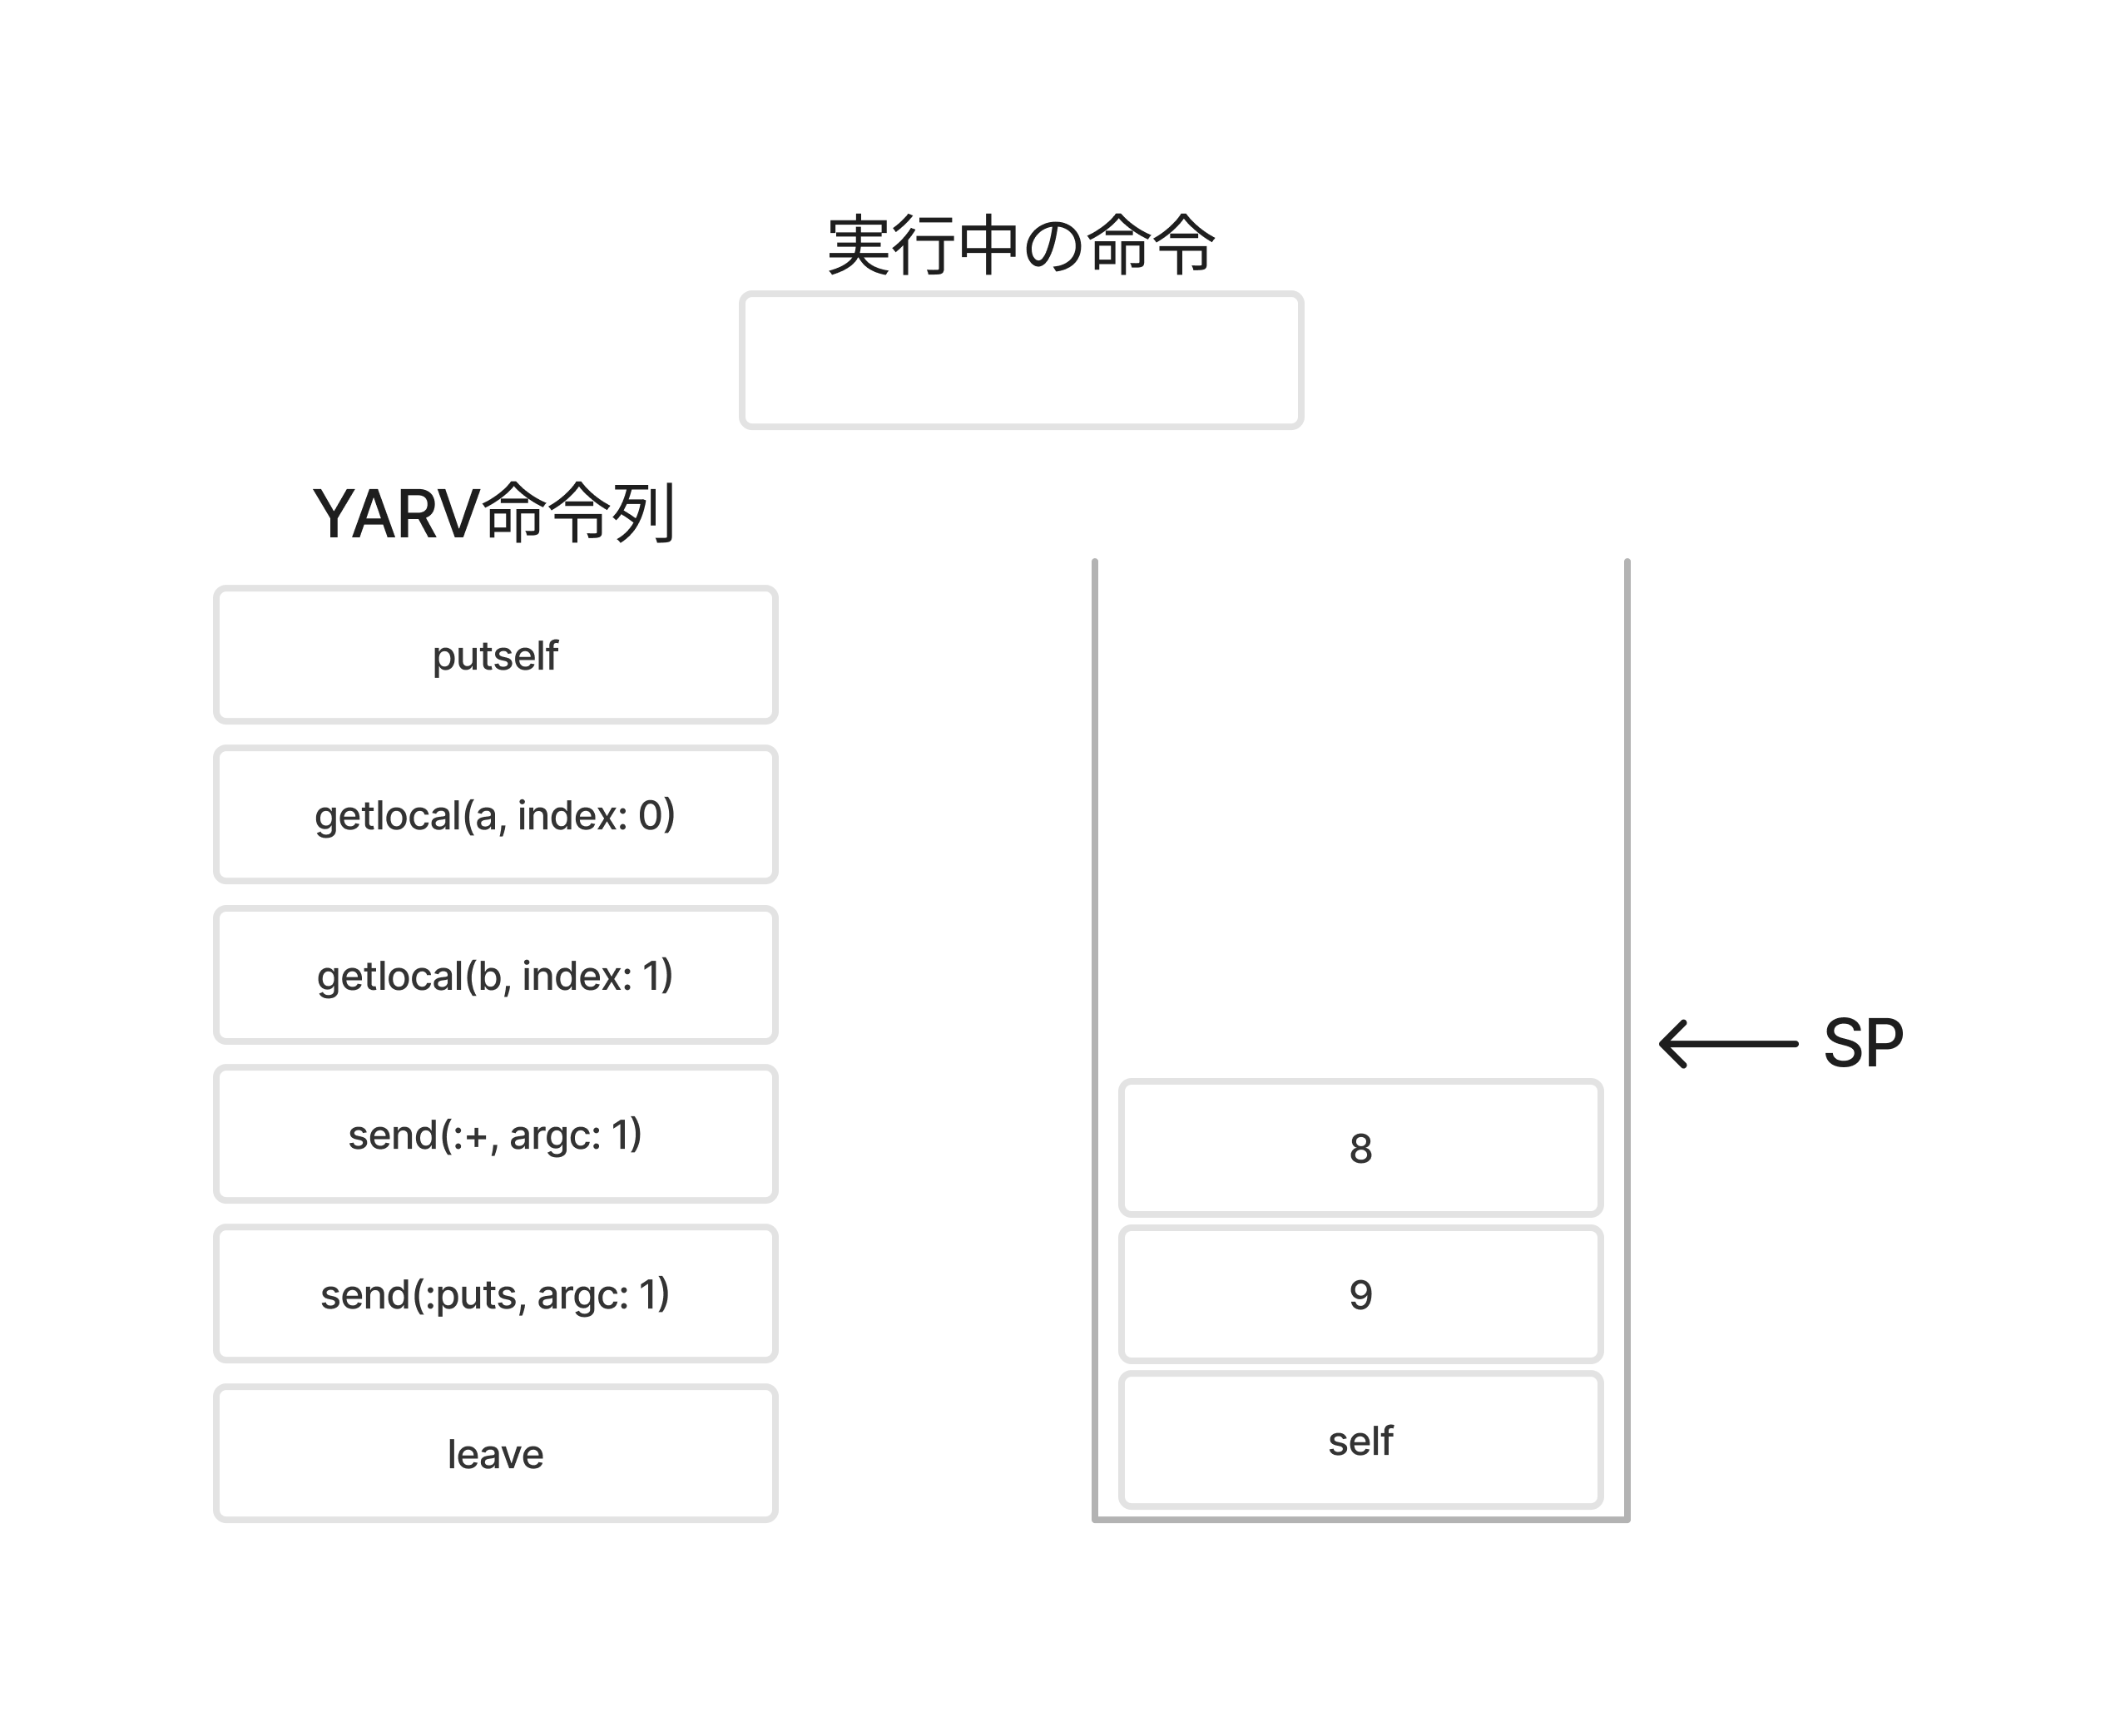 実行中の命令
YARV命令列
putself
getlocal(a, index: 0)
getlocal(b, index: 1)
send(:+, argc: 1)
send(:puts, argc: 1)
leave
SP
8
9
self